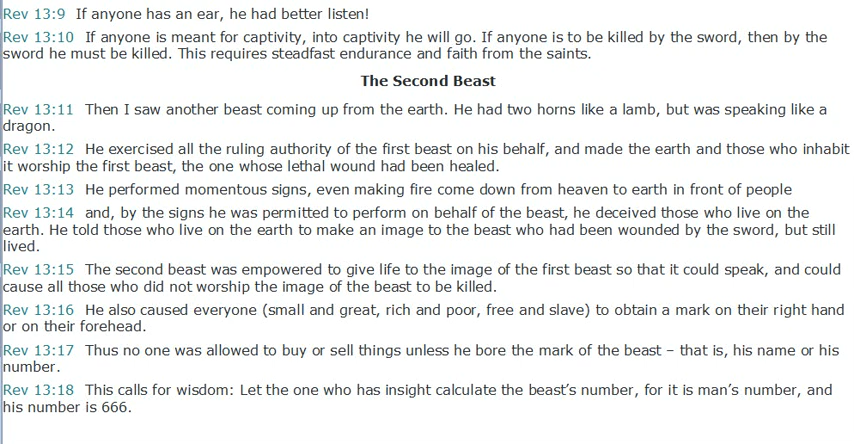 Rev 13:9 If anyone has an ear, he had better listen!
Rev 13:10 If anyone is meant for captivity, into captivity he will go. If anyone is to be killed by the sword, then by the
sword he must be killed. This requires steadfast endurance and faith from the saints.
The Second Beast
Rev 13:11 Then I saw another beast coming up from the earth. He had two horns like a lamb, but was speaking like a
dragon.
Rev 13:12 He exercised all the ruling authority of the first beast on his behalf, and made the earth and those who inhabit
it worship the first beast, the one whose lethal wound had been healed.
Rev 13:13 He performed momentous signs, even making fire come down from heaven to earth in front of people
Rev 13:14 and, by the signs he was permitted to perform on behalf of the beast, he deceived those who live on the
earth. He told those who live on the earth to make an image to the beast who had been wounded by the sword, but still
lived.
Rev 13:15 The second beast was empowered to give life to the image of the first beast so that it could speak, and could
cause all those who did not worship the image of the beast to be killed.
Rev 13:16 He also caused everyone (small and great, rich and poor, free and slave) to obtain a mark on their right hand
or on their forehead.
Rev 13:17 Thus no one was allowed to buy or sell things unless he bore the mark of the beast – that is, his name or his
number.
Rev 13:18 This calls for wisdom: Let the one who has insight calculate the beast’s number, for it is man’s number, and
his number is 666.